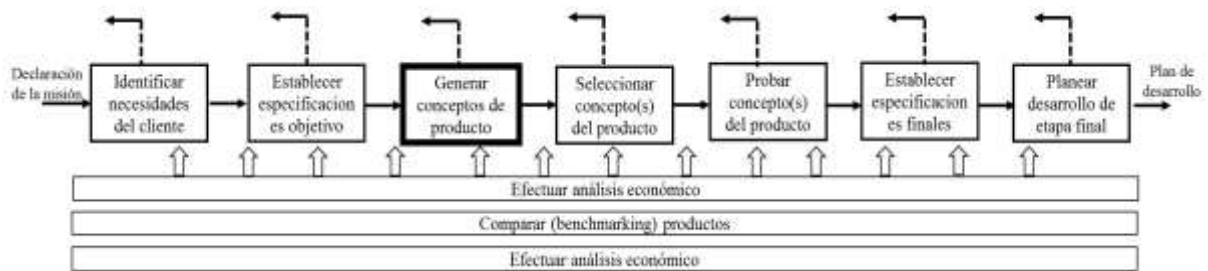 Declaración
de la misión
Identificar
necesidades
del cliente
Establecer
especificacion
es objetivo
Generar
conceptos de
producto
Seleccionar
concepto(s)
del producto
Probar
concepto(s)
del producto
Establecer
especificacion
es finales
Planear
desarrollo de
etapa final
Plan de
desarrollo
Efectuar análisis económico
Comparar (benchmarking) productos
Efectuar análisis económico